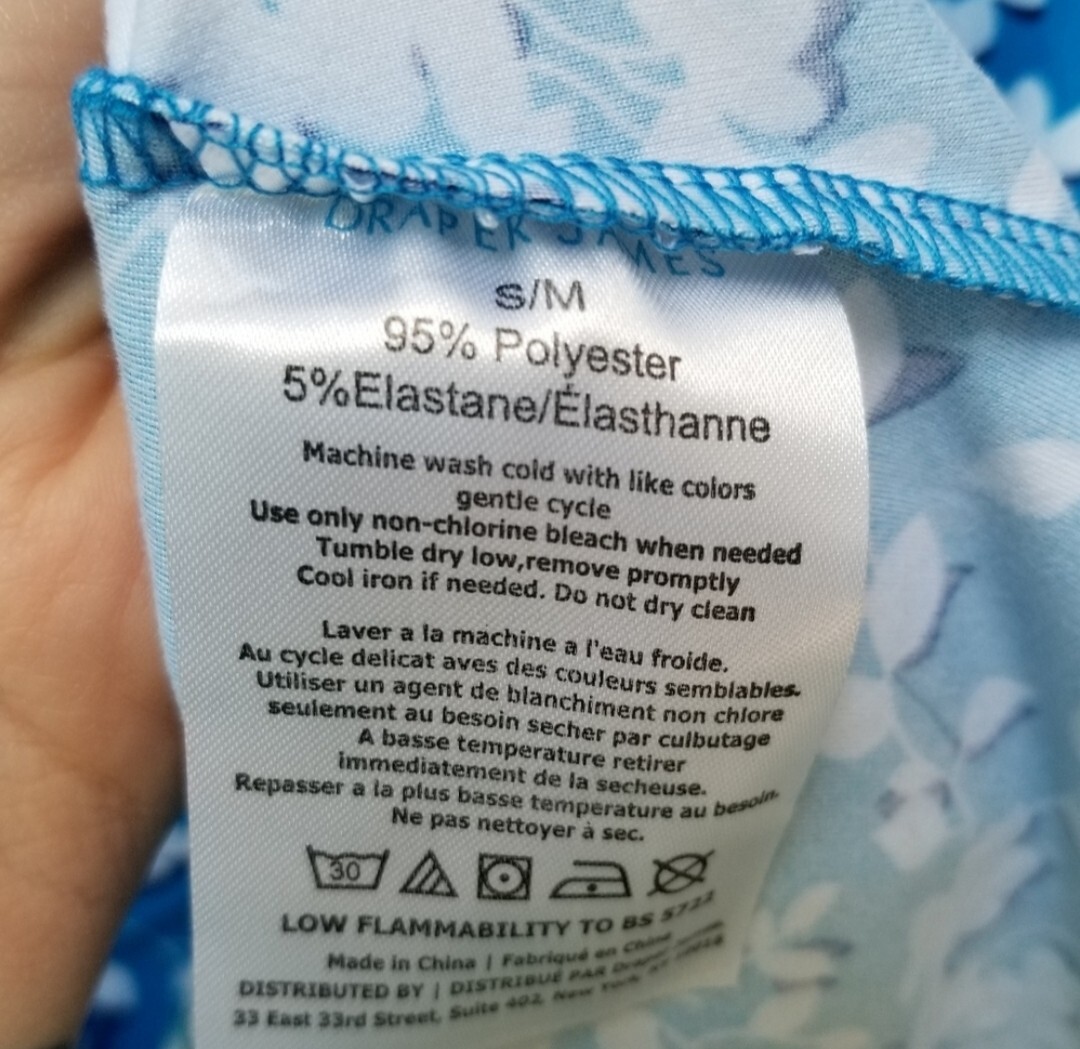 DRAPER JAMES
S/M
95% Polyester
5%Elastane/Élasthanne
Machine wash cold with like colors
gentle cycle
Use only non-chlorine bleach when needed
Tumble dry low,remove promptly
Cool iron if needed. Do not dry clean
Laver a la machine a l'eau froide.
Au cycle delicat aves des couleurs semblables.
Utiliser un agent de blanchiment non chlore
seulement au besoin secher par culbutage
A basse temperature retirer
immediatement de la secheuse.
Repasser a la plus basse temperature au besoin.
Ne pas nettoyer à sec.
30
LOW FLAMMABILITY TO BS 5722
Made in China | Fabriqué en Chine
DISTRIBUTED BY | DISTRIBUÉ PAR Draper
33 East 33rd Street, Suite 402, New York